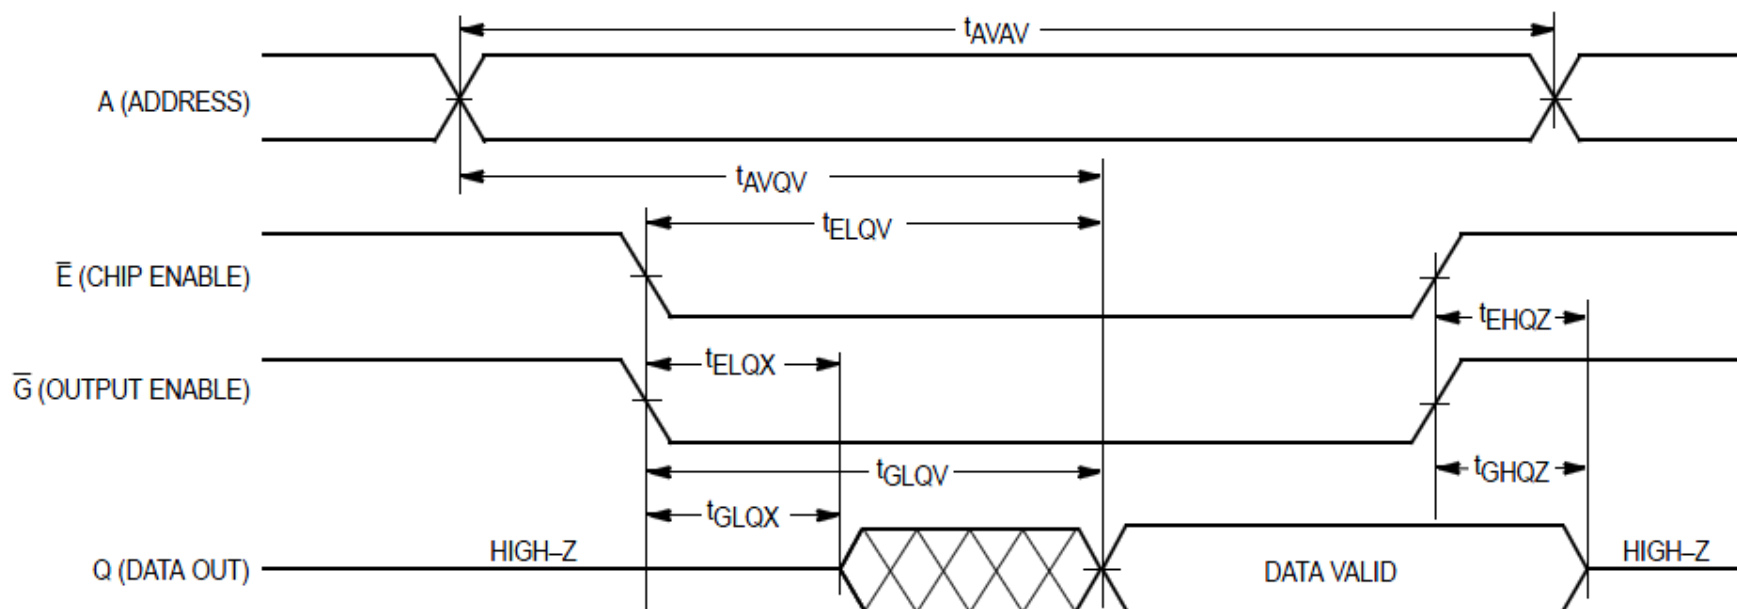 tAVAV
A (ADDRESS)
tAVQV
tELQV
E̅ (CHIP ENABLE)
tEHQZ
tELQX
G̅ (OUTPUT ENABLE)
tGLQV
tGHQZ
tGLQX
Q (DATA OUT)
HIGH–Z
DATA VALID
HIGH–Z